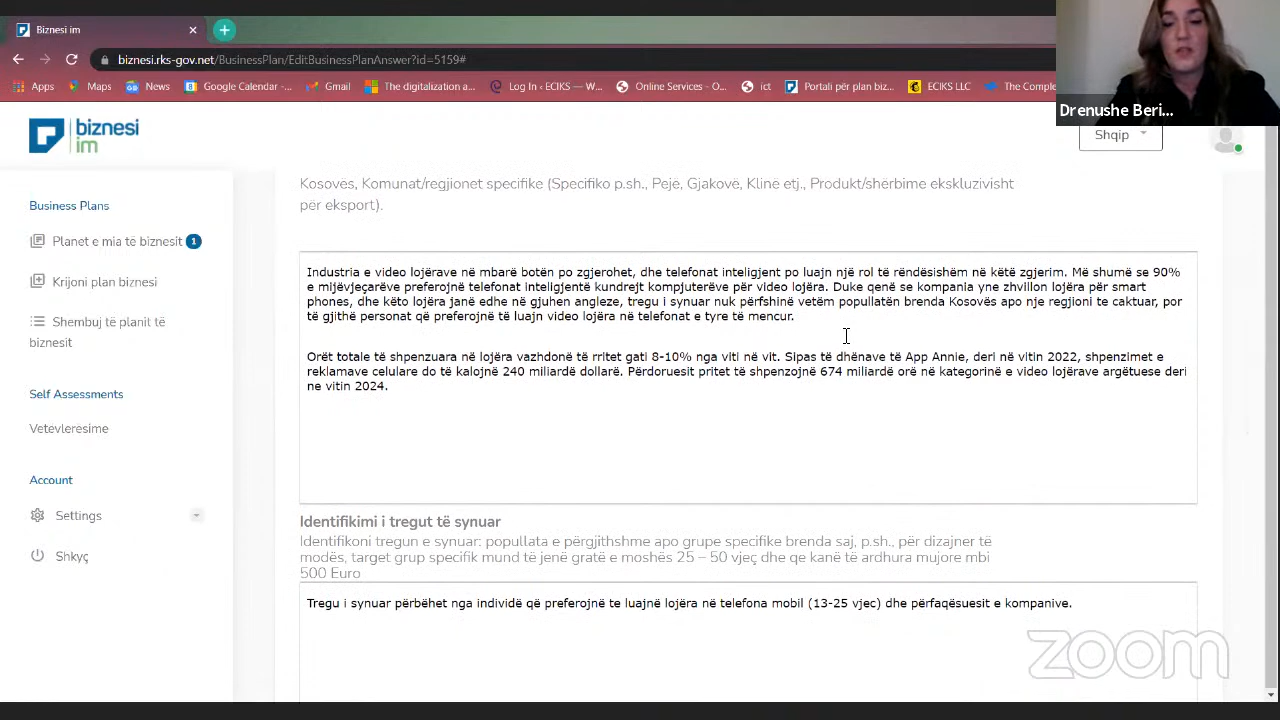 Biznesi im
biznesi.rks-gov.net/BusinessPlan/EditBusinessPlanAnswer?id=5159#
Apps
Maps
News
Google Calendar -...
Gmail
The digitalization a...
Log In ‹ ECIKS — W...
Online Services - O...
ict
Portali për plan biz...
ECIKS LLC
The Comple
Drenushe Beri...
biznesi
im
Shqip
Business Plans
Planet e mia të biznesit 1
Krijoni plan biznesi
Shembuj të planit të
biznesit
Self Assessments
Vetevlerësime
Account
Settings
Shkyç
Kosovës, Komunat/regjionet specifike (Specifiko p.sh., Pejë, Gjakovë, Klinë etj., Produkt/shërbime ekskluzivisht
për eksport).
Industria e video lojërave në mbarë botën po zgjerohet, dhe telefonat inteligjent po luajn një rol të rëndësishëm në këtë zgjerim. Më shumë se 90%
e mijëvjeçarëve preferojnë telefonat inteligjentë kundrejt kompjuterëve për video lojëra. Duke qenë se kompania yne zhvillon lojëra për smart
phones, dhe këto lojëra janë edhe në gjuhen angleze, tregu i synuar nuk përfshinë vetëm popullatën brenda Kosovës apo nje regjioni te caktuar, por
të gjithë personat që preferojnë të luajn video lojëra në telefonat e tyre të mencur.
Orët totale të shpenzuara në lojëra vazhdonë të rritet gati 8-10% nga viti në vit. Sipas të dhënave të App Annie, deri në vitin 2022, shpenzimet e
reklamave celulare do të kalojnë 240 miliardë dollarë. Përdoruesit pritet të shpenzojnë 674 miliardë orë në kategorinë e video lojërave argëtuese deri
ne vitin 2024.
Identifikimi i tregut të synuar
Identifikoni tregun e synuar: popullata e përgjithshme apo grupe specifike brenda saj, p.sh., për dizajner të
modës, target grup specifik mund të jenë gratë e moshës 25 – 50 vjeç dhe qe kanë të ardhura mujore mbi
500 Euro
Tregu i synuar përbëhet nga individë që preferojnë te luajnë lojëra në telefona mobil (13-25 vjec) dhe përfaqësuesit e kompanive.
zoom